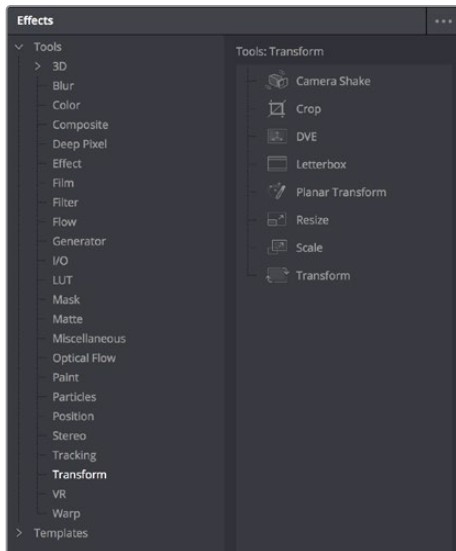 Effects
Tools
3D
Blur
Color
Composite
Deep Pixel
Effect
Film
Filter
Flow
Generator
I/O
LUT
Mask
Matte
Miscellaneous
Optical Flow
Paint
Particles
Position
Stereo
Tracking
Transform
VR
Warp
Templates
Tools: Transform
Camera Shake
Crop
DVE
Letterbox
Planar Transform
Resize
Scale
Transform